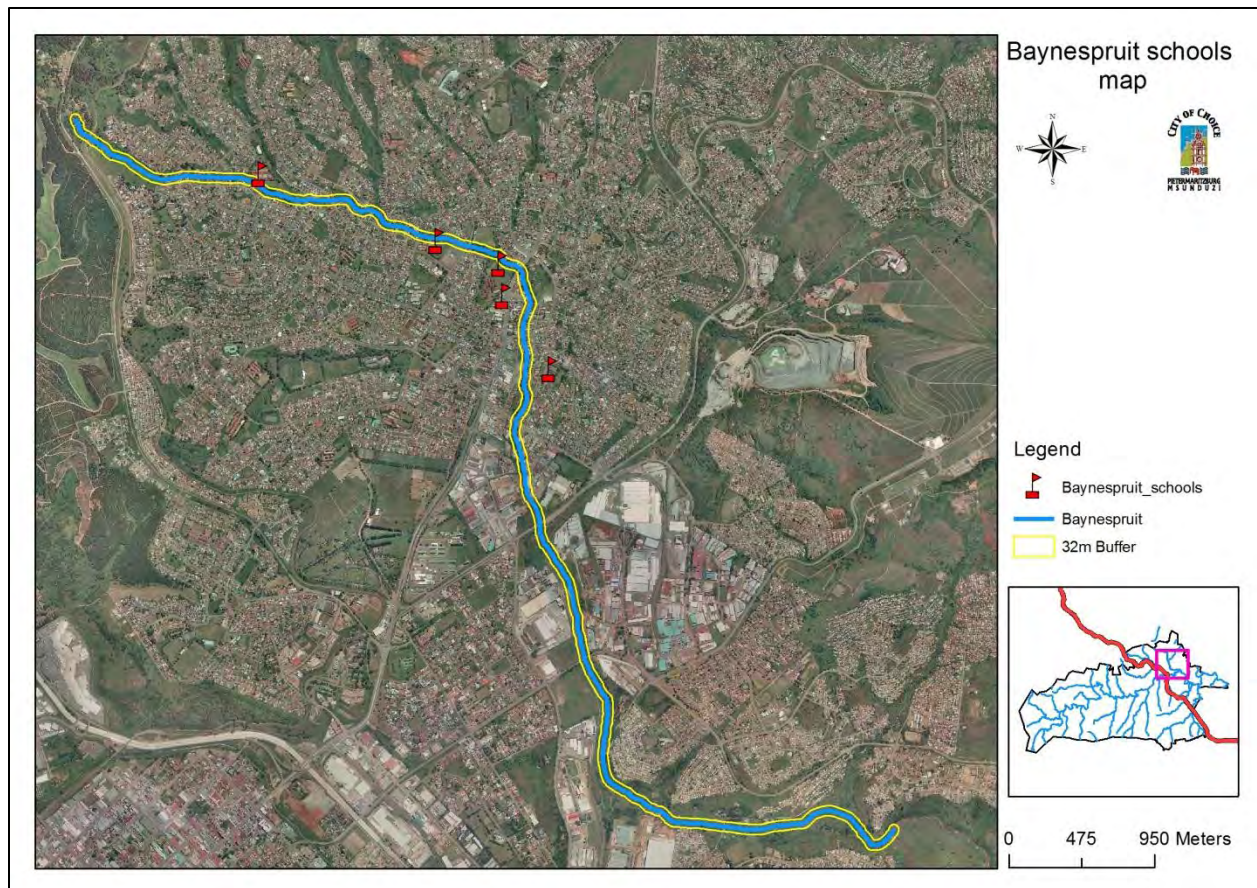 Baynespruit schools
map
N
W
E
S
CITY OF CHOICE
PIETERMARITZBURG
MSUNDUZI
Legend
Baynespruit_schools
Baynespruit
32m Buffer
0 475 950 Meters